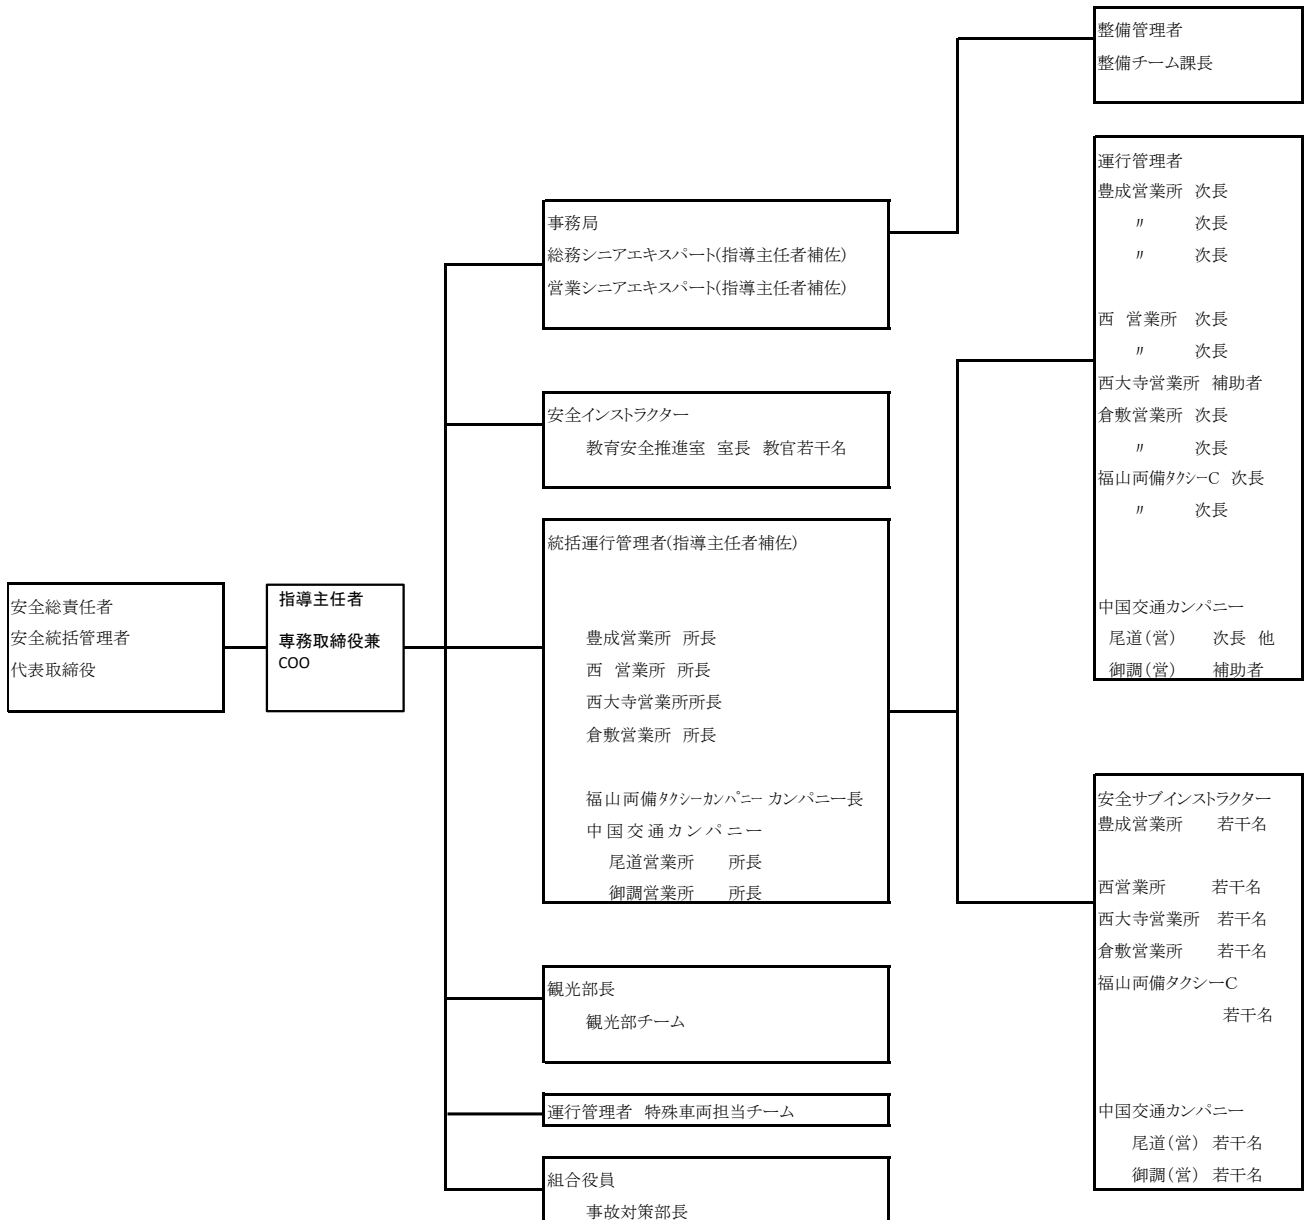 安全総責任者
安全統括管理者
代表取締役
指導主任者
専務取締役兼
COO
事務局
総務シニアエキスパート(指導主任者補佐)
営業シニアエキスパート(指導主任者補佐)
安全インストラクター
教育安全推進室 室長 教官若干名
統括運行管理者(指導主任者補佐)
豊成営業所 所長
西 営業所 所長
西大寺営業所所長
倉敷営業所 所長
福山両備ﾀｸｼｰｶﾝﾊﾟﾆｰ カンパニー長
中国交通カンパニー
尾道営業所 所長
御調営業所 所長
観光部長
観光部チーム
運行管理者 特殊車両担当チーム
組合役員
事故対策部長
整備管理者
整備チーム課長
運行管理者
豊成営業所 次長
〃 次長
〃 次長
西 営業所 次長
〃 次長
西大寺営業所 補助者
倉敷営業所 次長
〃 次長
福山両備ﾀｸｼｰC 次長
〃 次長
中国交通カンパニー
尾道(営) 次長 他
御調(営) 補助者
安全サブインストラクター
豊成営業所 若干名
西営業所 若干名
西大寺営業所 若干名
倉敷営業所 若干名
福山両備タクシーC
若干名
中国交通カンパニー
尾道(営) 若干名
御調(営) 若干名